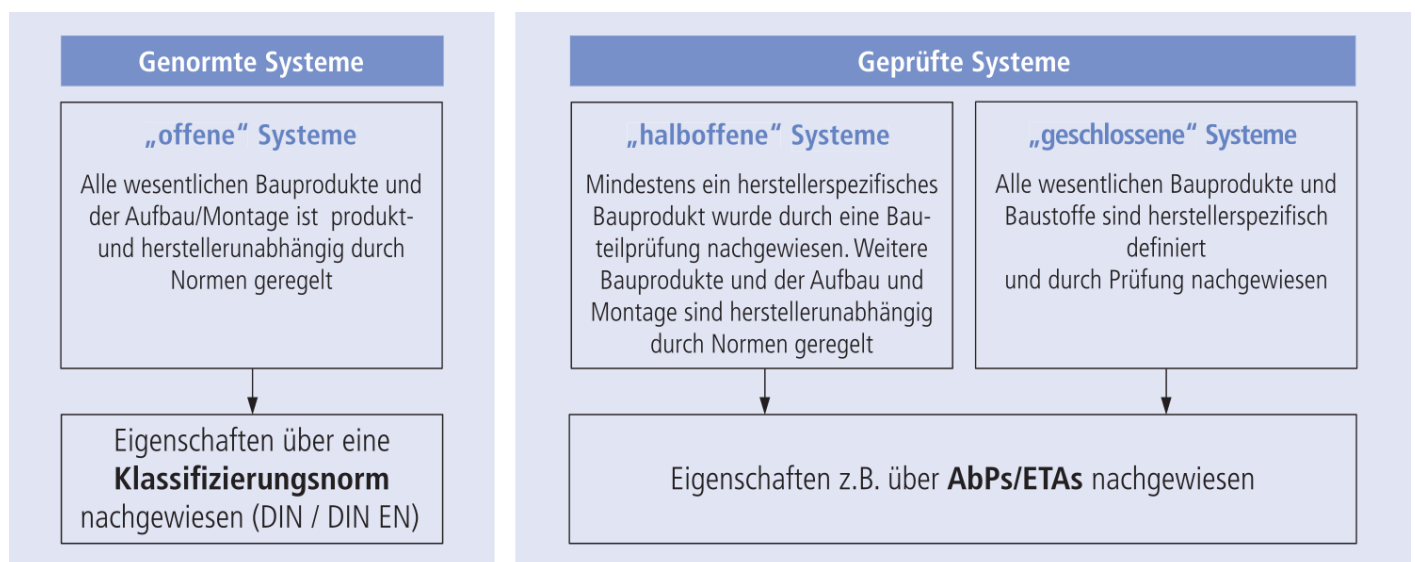 Genormte Systeme
„offene“ Systeme
Alle wesentlichen Bauprodukte und
der Aufbau/Montage ist produkt-
und herstellerunabhängig durch
Normen geregelt
Eigenschaften über eine
Klassifizierungsnorm
nachgewiesen (DIN / DIN EN)
Geprüfte Systeme
„halboffene“ Systeme
Mindestens ein herstellerspezifisches
Bauprodukt wurde durch eine Bau-
teilprüfung nachgewiesen. Weitere
Bauprodukte und der Aufbau und
Montage sind herstellerunabhängig
durch Normen geregelt
„geschlossene“ Systeme
Alle wesentlichen Bauprodukte und
Baustoffe sind herstellerspezifisch
definiert
und durch Prüfung nachgewiesen
Eigenschaften z.B. über AbPs/ETAs nachgewiesen